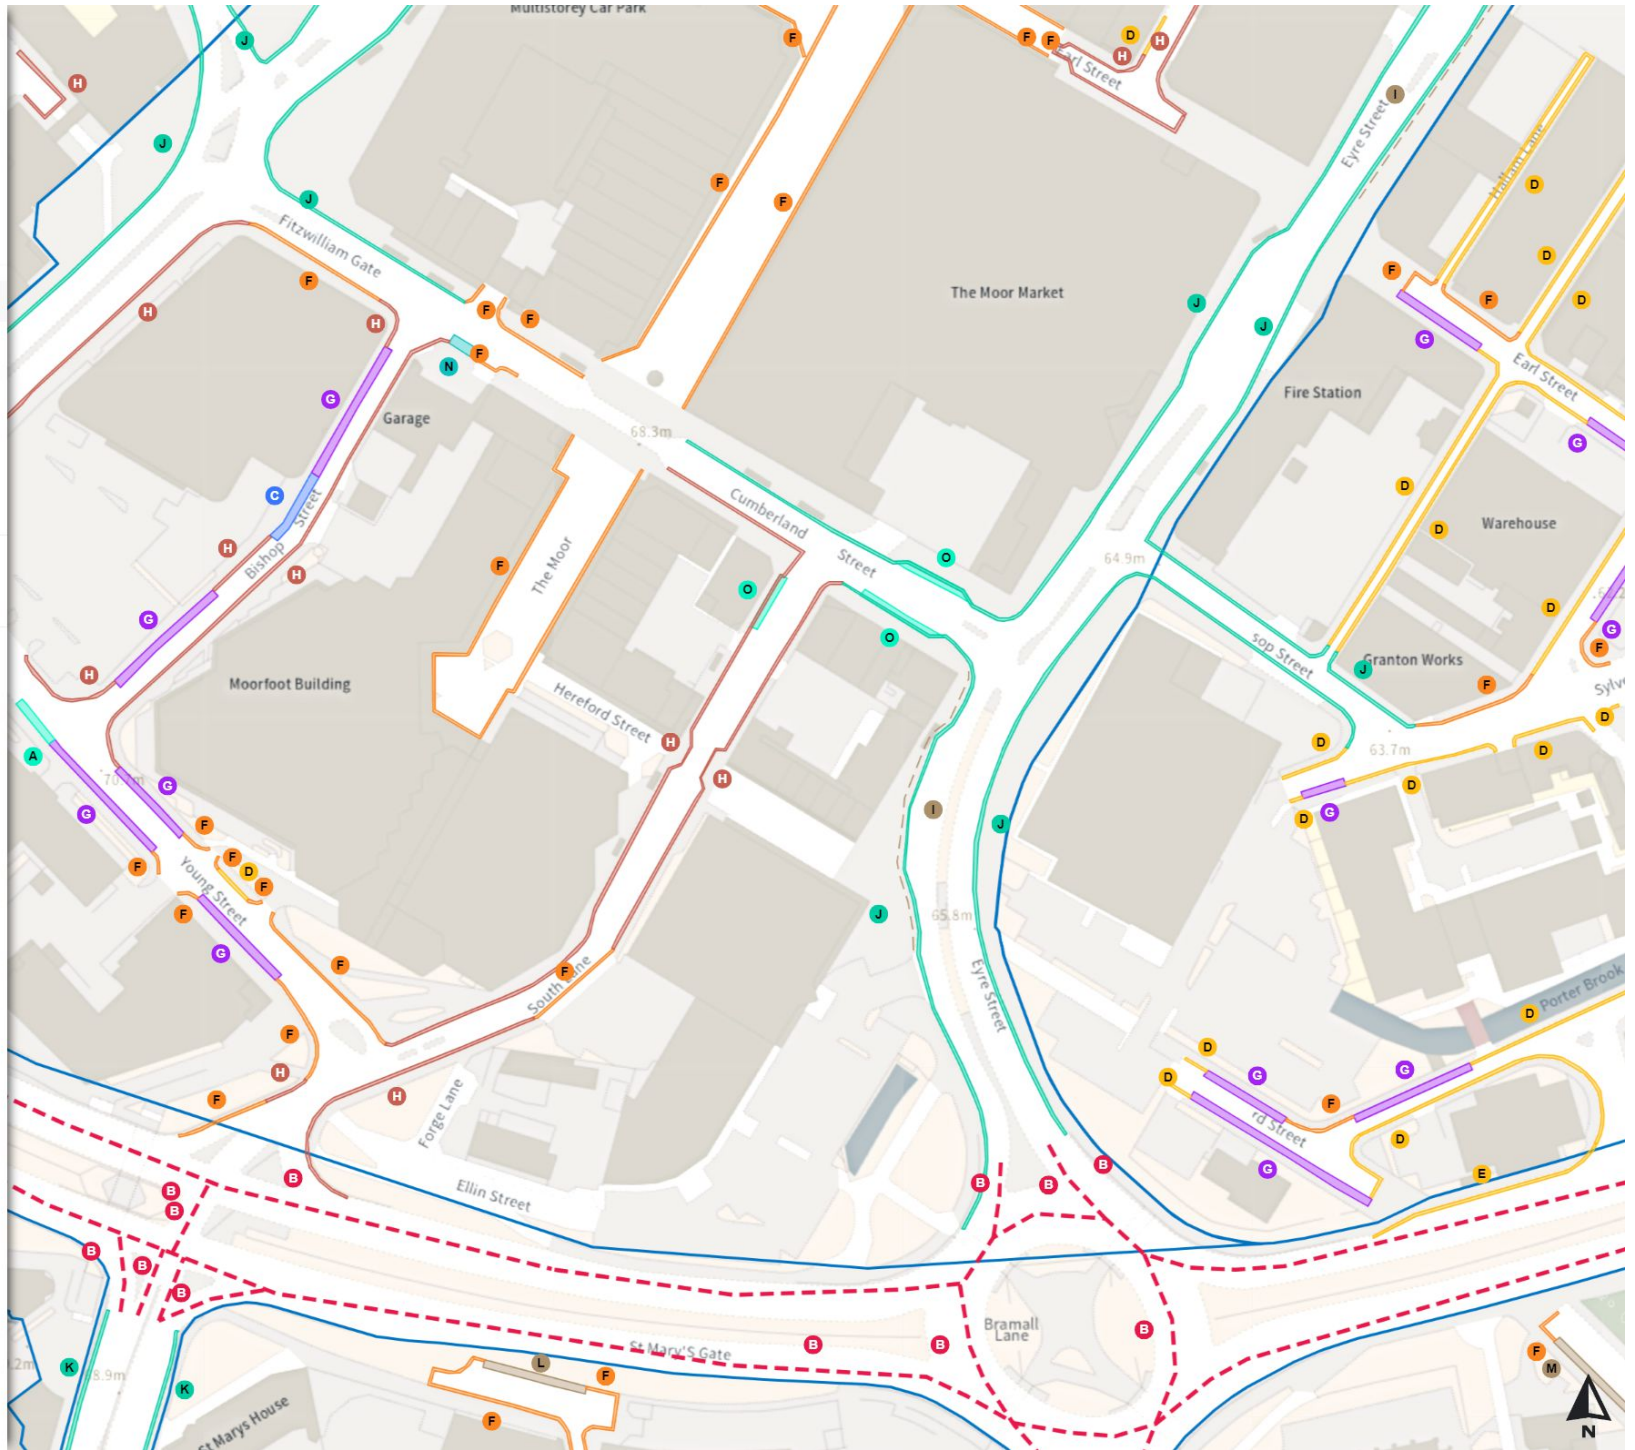 Multistorey Car Park
F
F
F
D
H
H
Earl Street
J
H
J
I
Eyre Street
F
F
D
Hallam Lane
J
Fitzwilliam Gate
F
H
H
F
F
F
N
The Moor Market
J
J
D
D
F
F
G
Earl Street
G
Garage
68.3m
Fire Station
G
C
Bishop Street
H
H
G
H
F
The Moor
Cumberland Street
O
O
O
64.9m
D
D
Warehouse
D
G
F
sop Street
J
Granton Works
F
Moorfoot Building
Hereford Street
H
H
A
G
G
F
F
F
D
F
F
G
Young Street
F
F
South Lane
I
J
J
65.8m
Eyre Street
D
63.7m
D
D
D
D
G
Porter Brook
D
F
H
F
H
Forge Lane
D
D
G
G
F
rd Street
G
D
E
B
B
B
Ellin Street
B
B
B
B
B
B
K
K
68.9m
St Mary'S Gate
B
B
B
Bramall
Lane
L
F
F
St Marys House
F
M
N